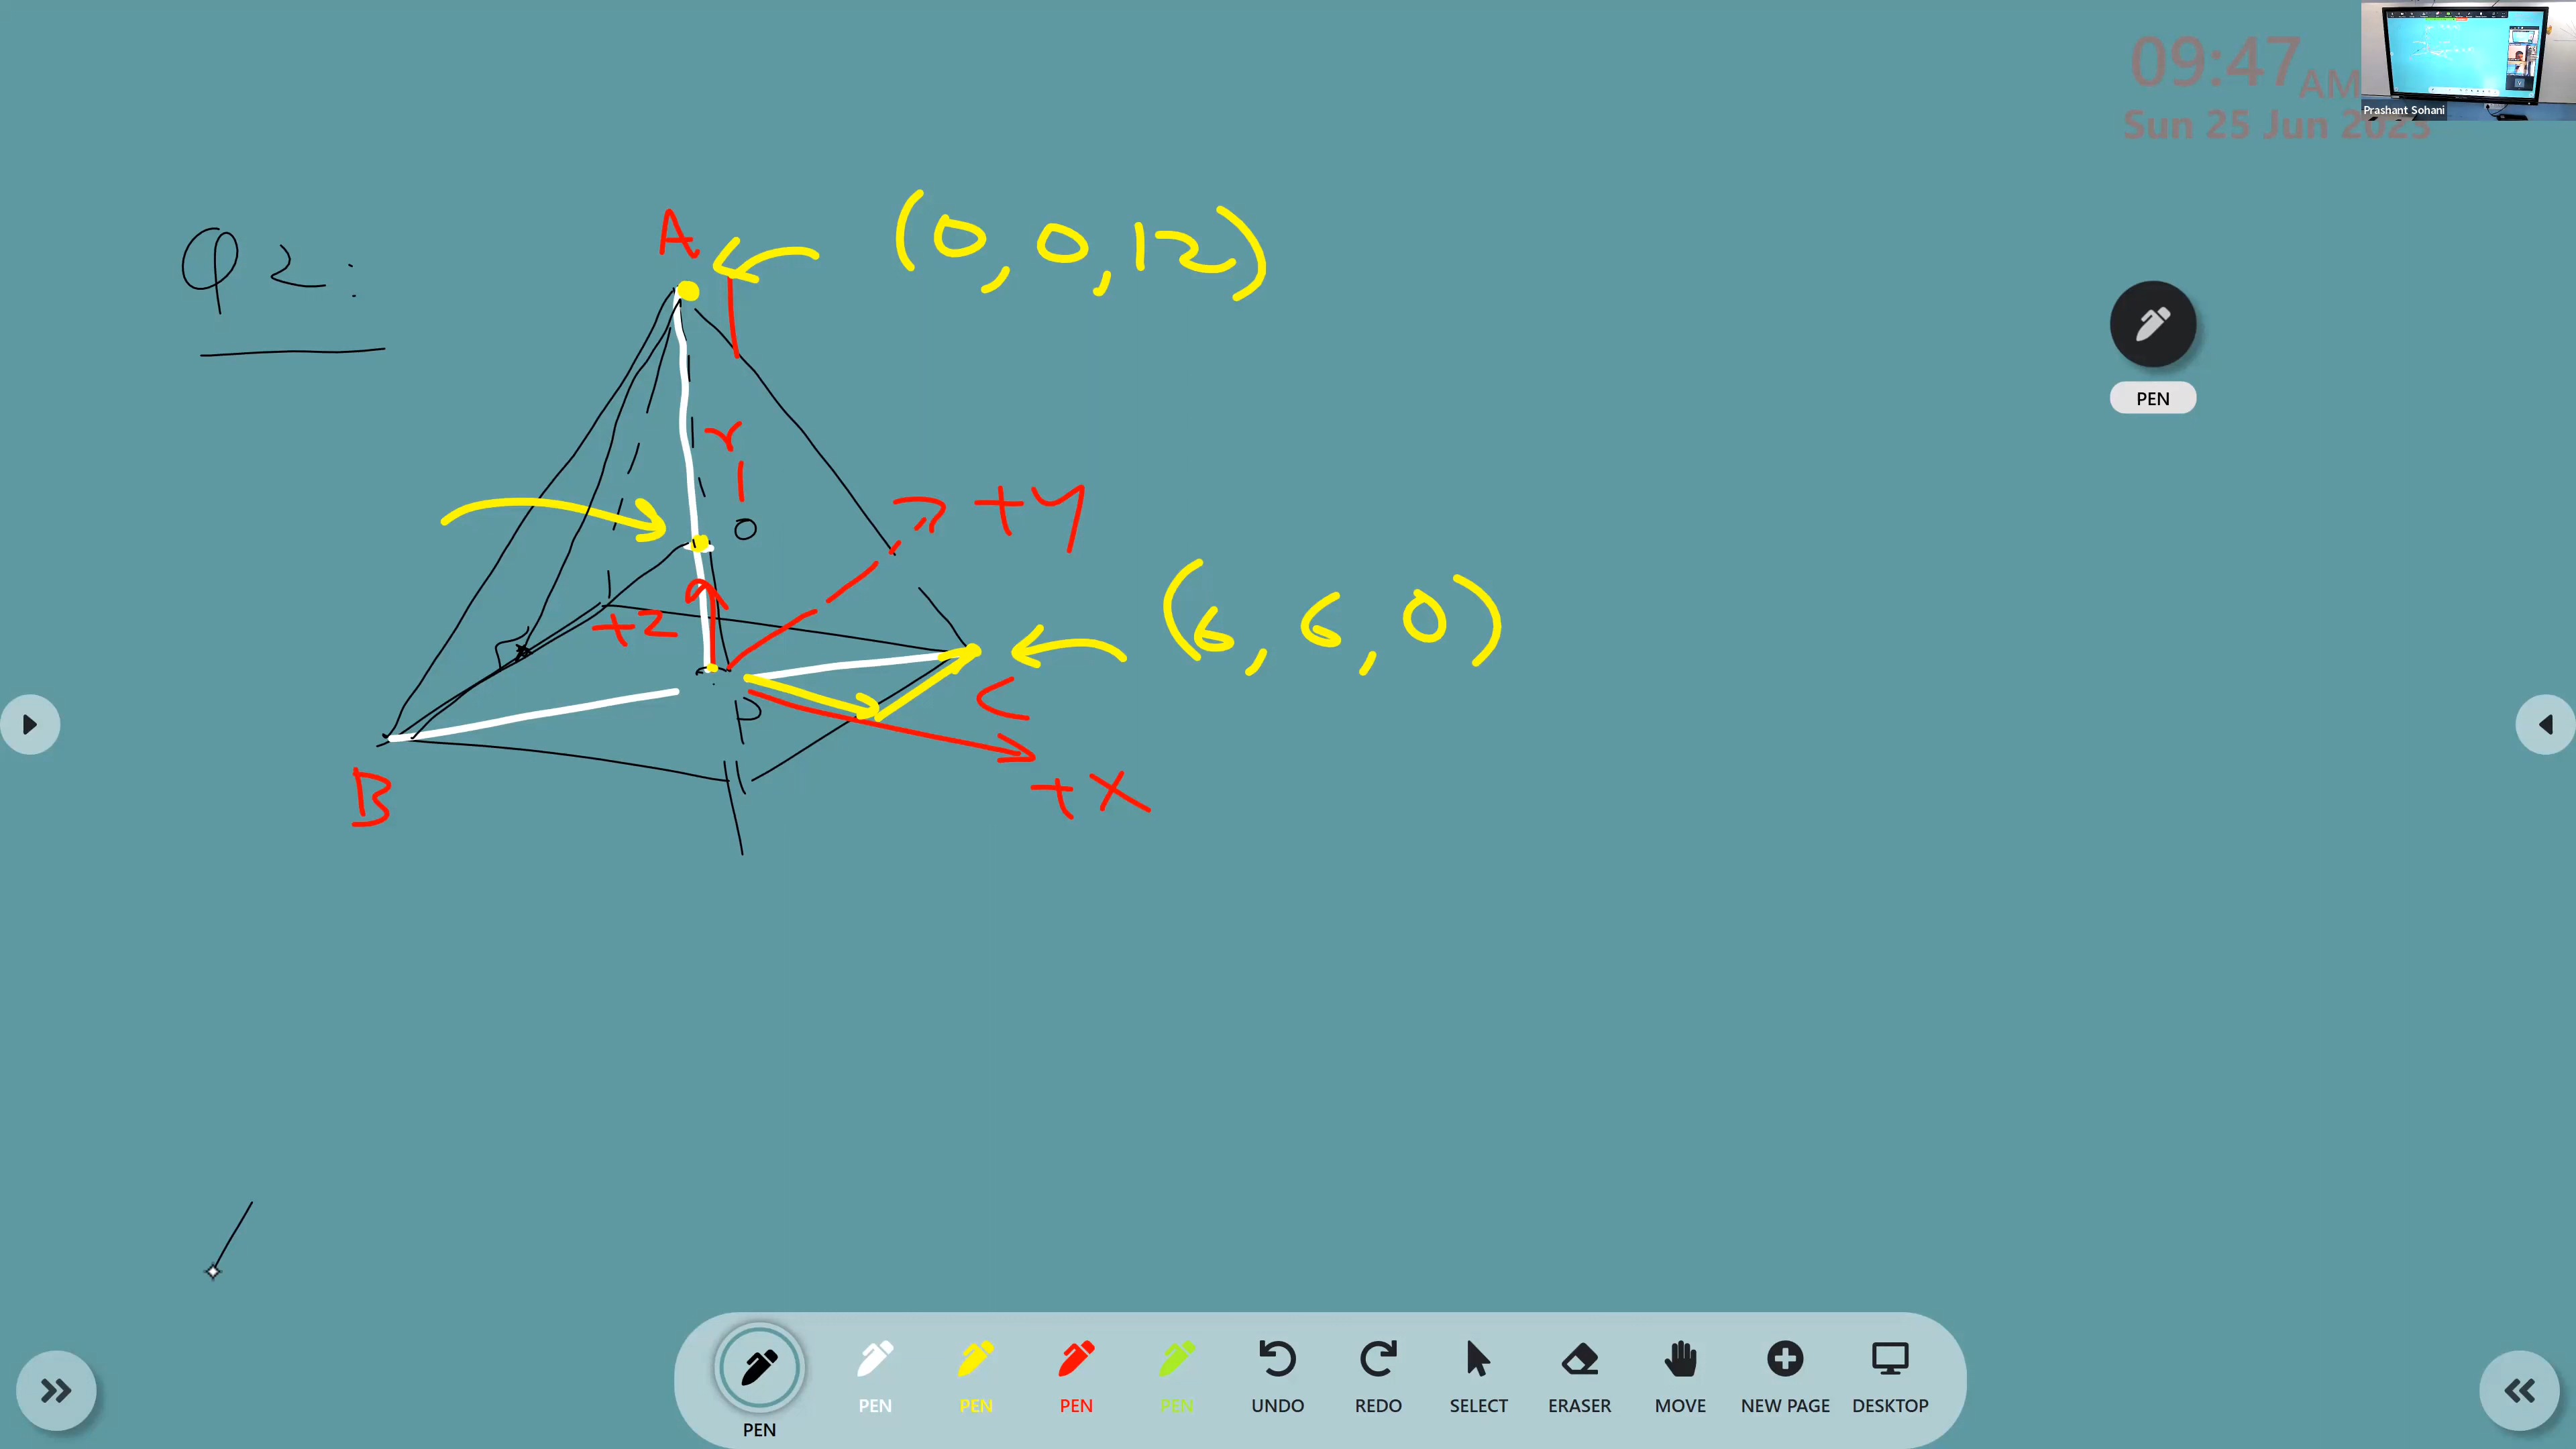 09:47 AM
Sun 25 Jun 2023
Prashant Sohani
Q2:
A
(0, 0, 12)
r
O
+Y
+Z
(6, 6, 0)
C
P
+X
B
PEN
PEN
PEN
PEN
PEN
PEN
UNDO
REDO
SELECT
ERASER
MOVE
NEW PAGE
DESKTOP